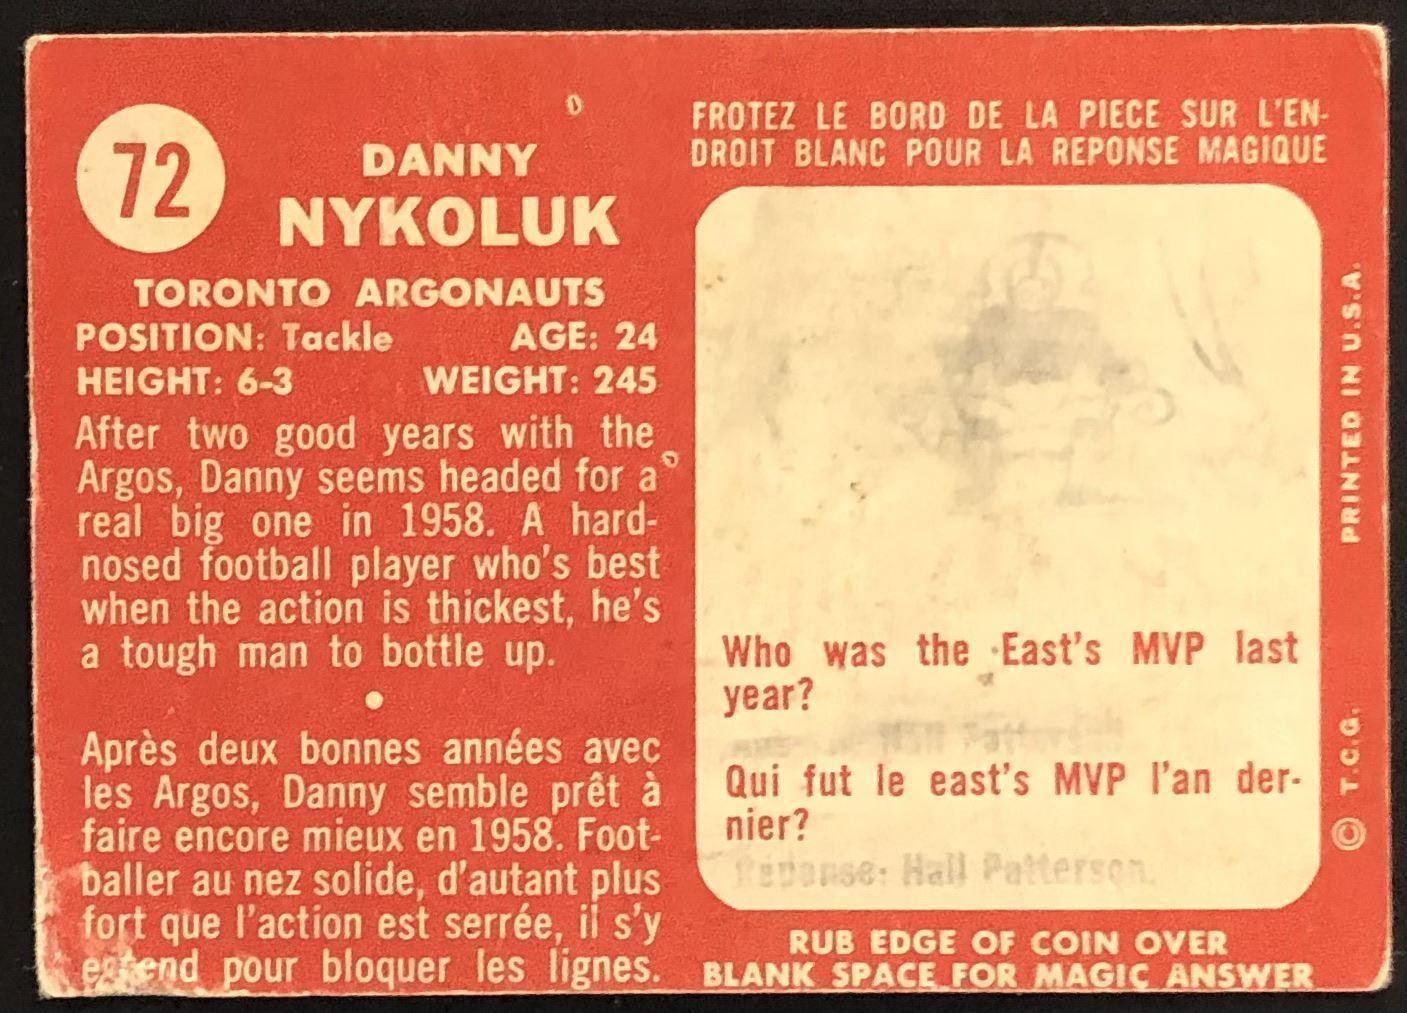 72
DANNY
NYKOLUK
TORONTO ARGONAUTS
POSITION: Tackle AGE: 24
HEIGHT: 6-3 WEIGHT: 245
After two good years with the
Argos, Danny seems headed for a
real big one in 1958. A hard-
nosed football player who's best
when the action is thickest, he's
a tough man to bottle up.
Après deux bonnes années avec
les Argos, Danny semble prêt à
faire encore mieux en 1958. Foot-
baller au nez solide, d'autant plus
fort que l'action est serrée, il s'y
entend pour bloquer les lignes.
FROTEZ LE BORD DE LA PIECE SUR L'EN-
DROIT BLANC POUR LA REPONSE MAGIQUE
Who was the East's MVP last
year?
Hall Patterson
Qui fut le east's MVP l'an der-
nier?
Reponse: Hall Patterson.
RUB EDGE OF COIN OVER
BLANK SPACE FOR MAGIC ANSWER
© T.C.G. PRINTED IN U.S.A.